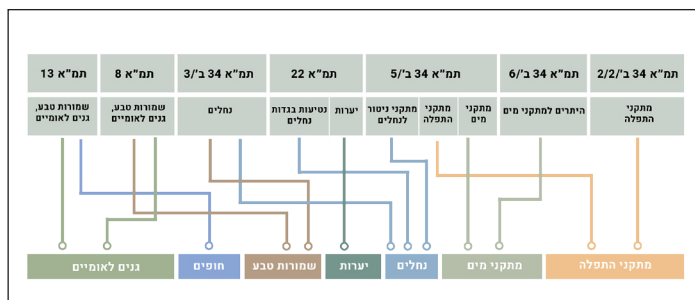 תמ"א 34 ב'/2/2
תמ"א 34 ב'/6
תמ"א 34 ב'/5
תמ"א 22
תמ"א 34 ב'/3
תמ"א 8
תמ"א 13
מתקני
התפלה
היתרים למתקני מים
מתקני
מים
מתקני
התפלה
מתקני ניטור
לנחלים
יערות
נטיעות בגדות
נחלים
נחלים
שמורות טבע,
גנים לאומיים
שמורות טבע,
גנים לאומיים
מתקני התפלה
מתקני מים
נחלים
יערות
שמורות טבע
חופים
גנים לאומיים